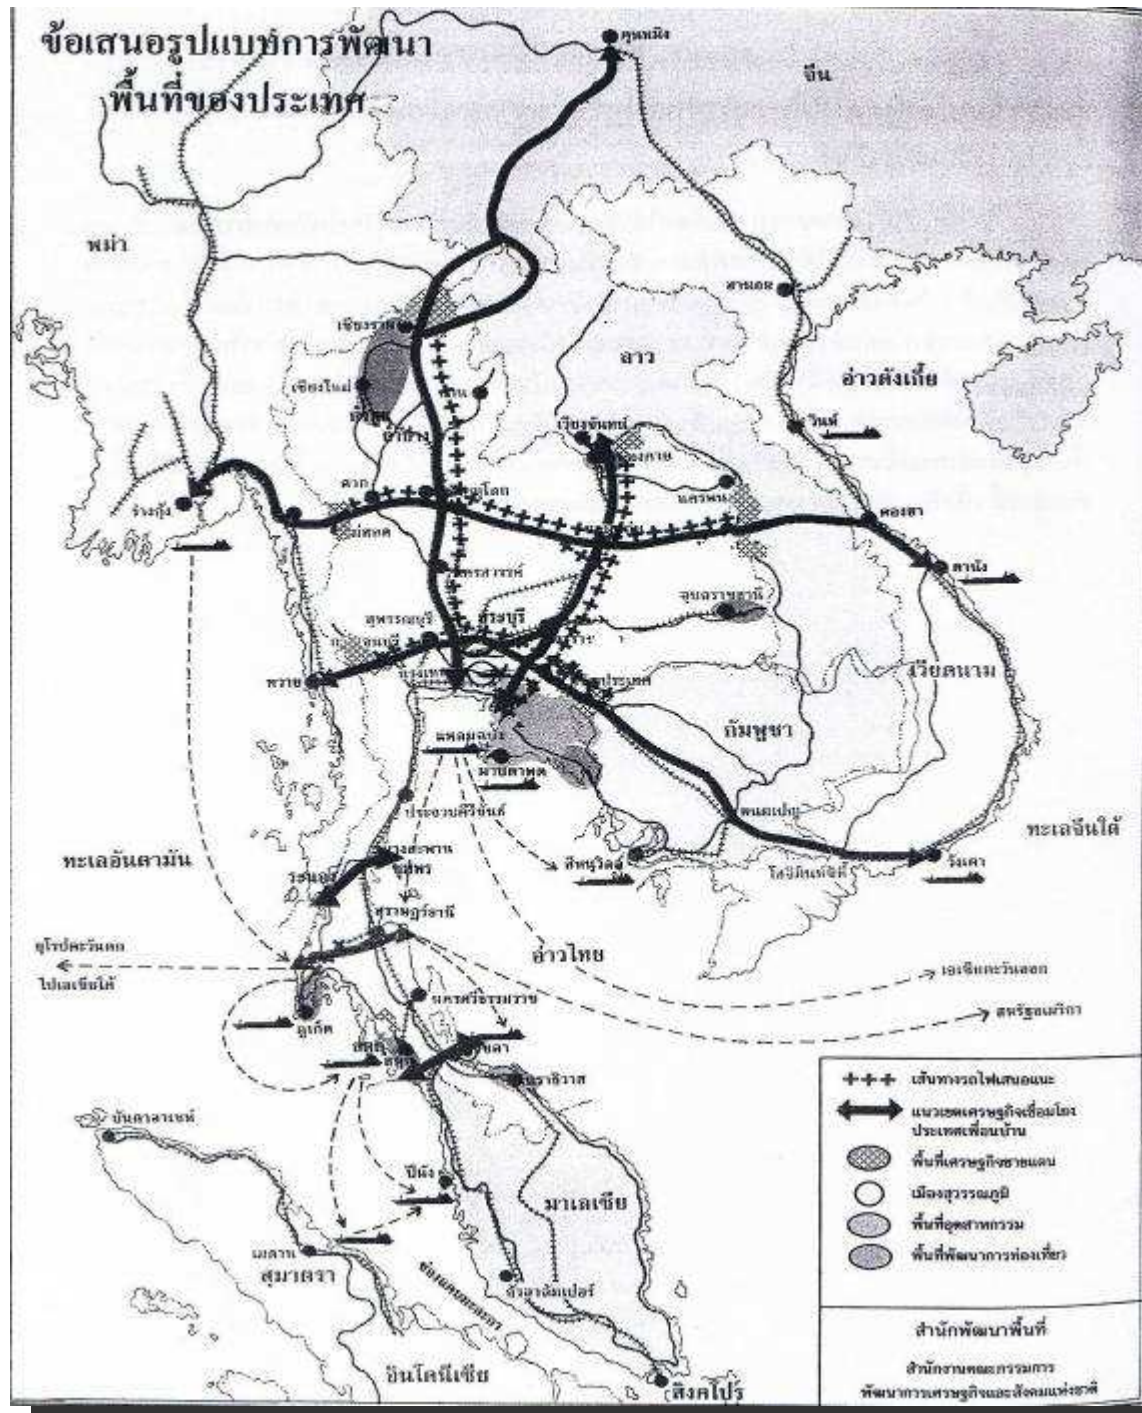 ข้อเสนอรูปแบบการพัฒนา
พื้นที่ของประเทศ
คุนหมิง
จีน
พม่า
ฮานอย
เชียงราย
ลาว
อ่าวตังเกี๋ย
เชียงใหม่
น่าน
เวียงจันทน์
วินห์
ตาก
ร่างกุ้ง
นครพนม
ดองฮา
ดานัง
นครสวรรค์
อุบลราชธานี
สุพรรณบุรี
สระบุรี
กรุงเทพ
ทวาย
เวียดนาม
แหลมฉบัง
กัมพูชา
มาบตาพุด
ประจวบคีรีขันธ์
พนมเปญ
ทะเลจีนใต้
ทะเลอันดามัน
บางสะพาน
ชุมพร
ระนอง
สีหนุวิลล์
โฮจิมินห์ซิตี้
วังเตา
สุราษฎร์ธานี
ยุโรปตะวันตก
อ่าวไทย
เอเชียตะวันออก
ไปเอเชียใต้
นครศรีธรรมราช
สหรัฐอเมริกา
ภูเก็ต
นราธิวาส
บันดาอาเจห์
ปีนัง
มาเลเซีย
เมดาน
สุมาตรา
ช่องแคบมะละกา
กัวลาลัมเปอร์
อินโดนีเซีย
สิงคโปร์
เส้นทางรถไฟเสนอแนะ
แนวเขตเศรษฐกิจเชื่อมโยง
ประเทศเพื่อนบ้าน
พื้นที่เศรษฐกิจชายแดน
เมืองสุวรรณภูมิ
พื้นที่อุตสาหกรรม
พื้นที่พัฒนาการท่องเที่ยว
สำนักพัฒนาพื้นที่
สำนักงานคณะกรรมการ
พัฒนาการเศรษฐกิจและสังคมแห่งชาติ